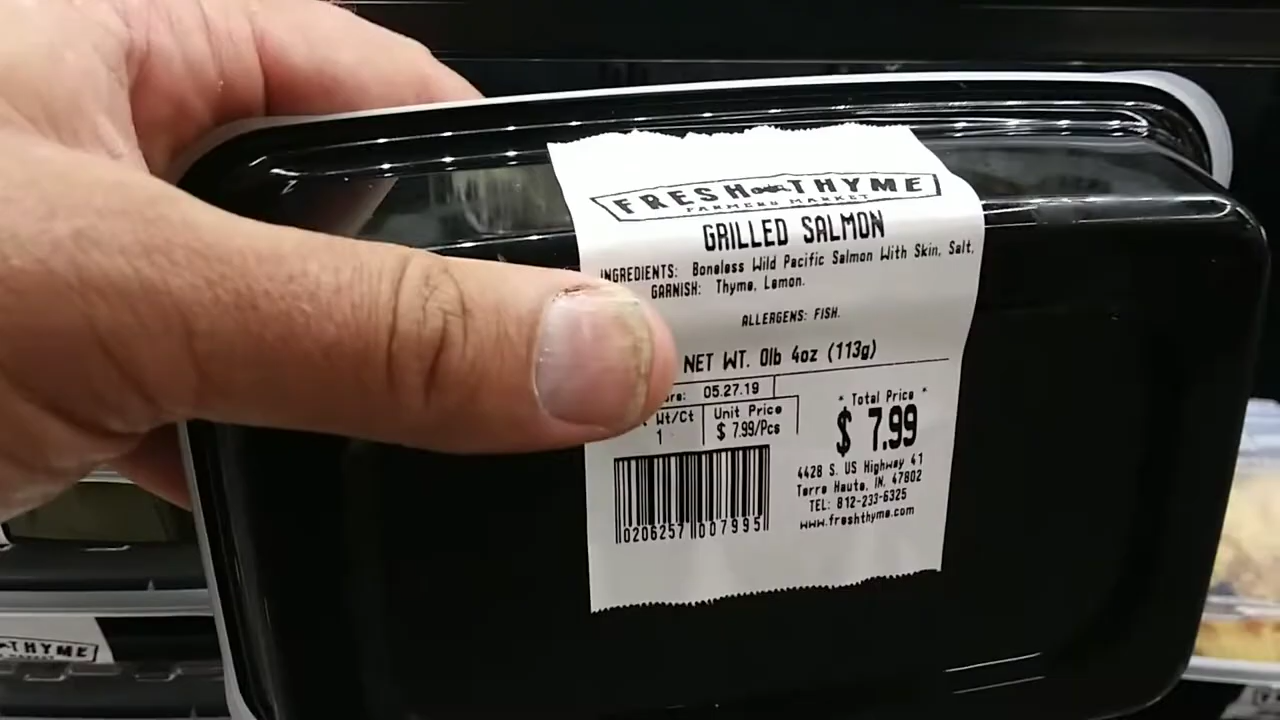 FRESH THYME
FARMERS MARKET
GRILLED SALMON
INGREDIENTS: Boneless Wild Pacific Salmon With Skin, Salt,
GARNISH: Thyme, Lemon.
ALLERGENS: FISH.
NET WT. 0lb 4oz (113g)
05.27.19
Wt/Ct
1
Unit Price
$ 7.99/Pcs
* Total Price *
$ 7.99
4428 S. US Highway 41
Terre Haute, IN, 47802
TEL: 812-233-6325
www.freshthyme.com
0206257 007995
THYME